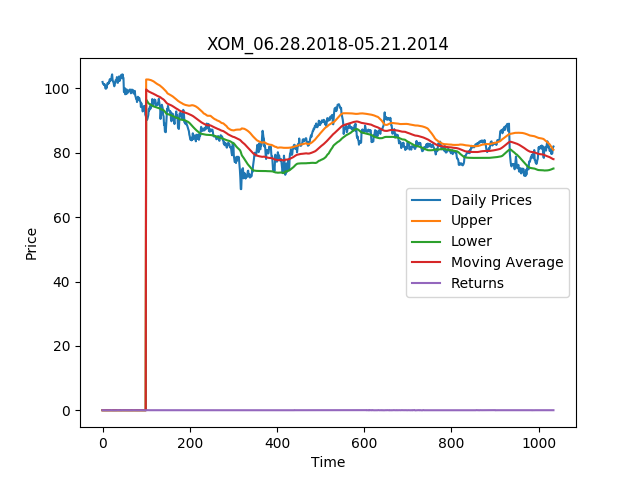 XOM_06.28.2018-05.21.2014
Price
100
80
60
40
20
0
Daily Prices
Upper
Lower
Moving Average
Returns
0 200 400 600 800 1000
Time